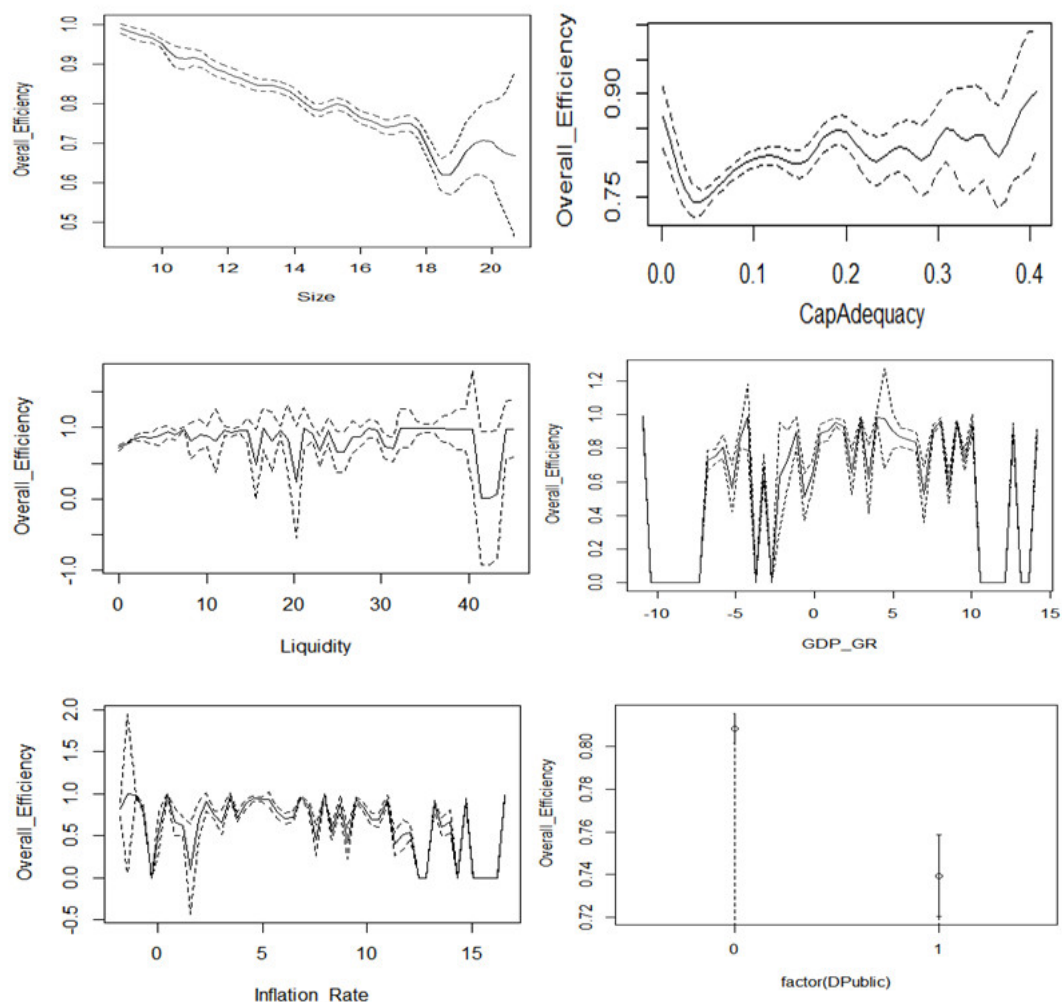 Overall_Efficiency
1.0
0.9
0.8
0.7
0.6
0.5
10 12 14 16 18 20
Size
Overall_Efficiency
0.90
0.75
0.0 0.1 0.2 0.3 0.4
CapAdequacy
Overall_Efficiency
1.0
0.0
-1.0
0 10 20 30 40
Liquidity
Overall_Efficiency
1.2
1.0
0.8
0.6
0.4
0.2
0.0
-10 -5 0 5 10 15
GDP_GR
Overall_Efficiency
2.0
1.5
1.0
0.5
0.0
-0.5
0 5 10 15
Inflation_Rate
Overall_Efficiency
0.80
0.78
0.76
0.74
0.72
0 1
factor(DPublic)